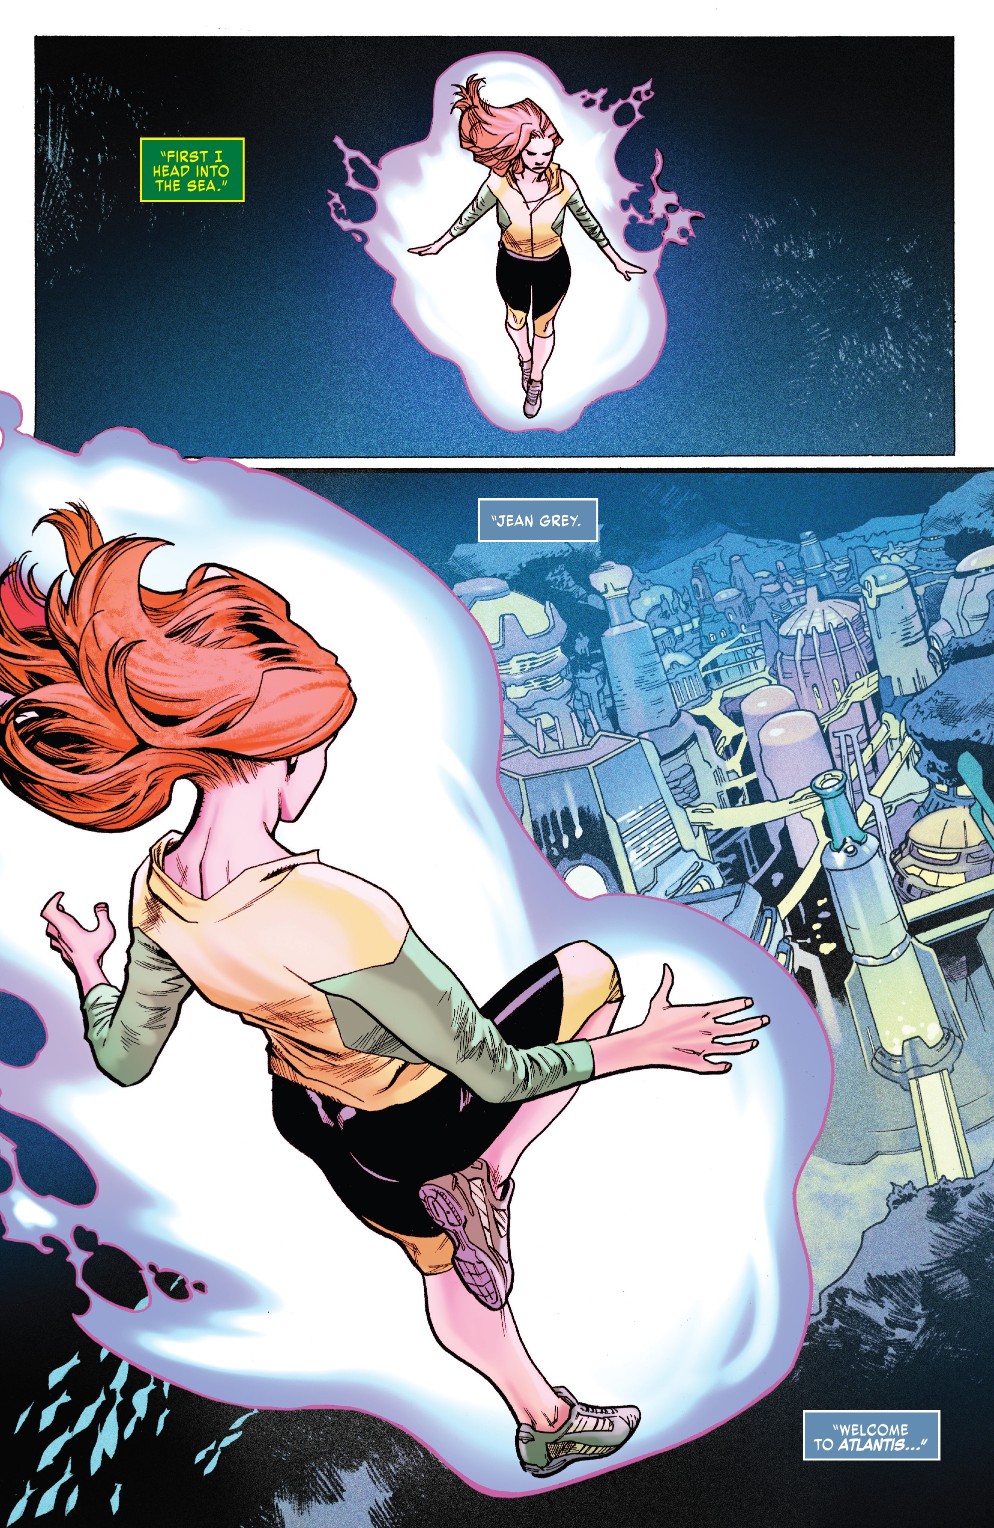 "FIRST I
HEAD INTO
THE SEA."
"JEAN GREY.
"WELCOME
TO ATLANTIS..."